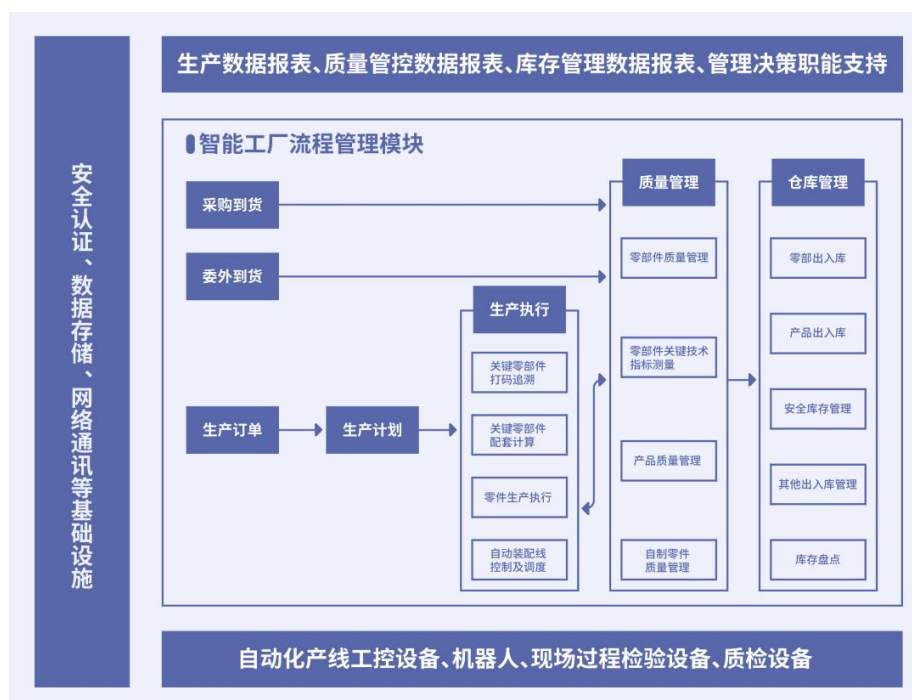 生产数据报表、质量管控数据报表、库存管理数据报表、管理决策职能支持
安全认证、数据存储、网络通讯等基础设施
智能工厂流程管理模块
采购到货
委外到货
生产订单
生产计划
生产执行
关键零部件
打码追溯
关键零部件
配套计算
零件生产执行
自动装配线
控制及调度
质量管理
零部件质量管理
零部件关键技术
指标测量
产品质量管理
自制零件
质量管理
仓库管理
零部出入库
产品出入库
安全库存管理
其他出入库管理
库存盘点
自动化产线工控设备、机器人、现场过程检验设备、质检设备